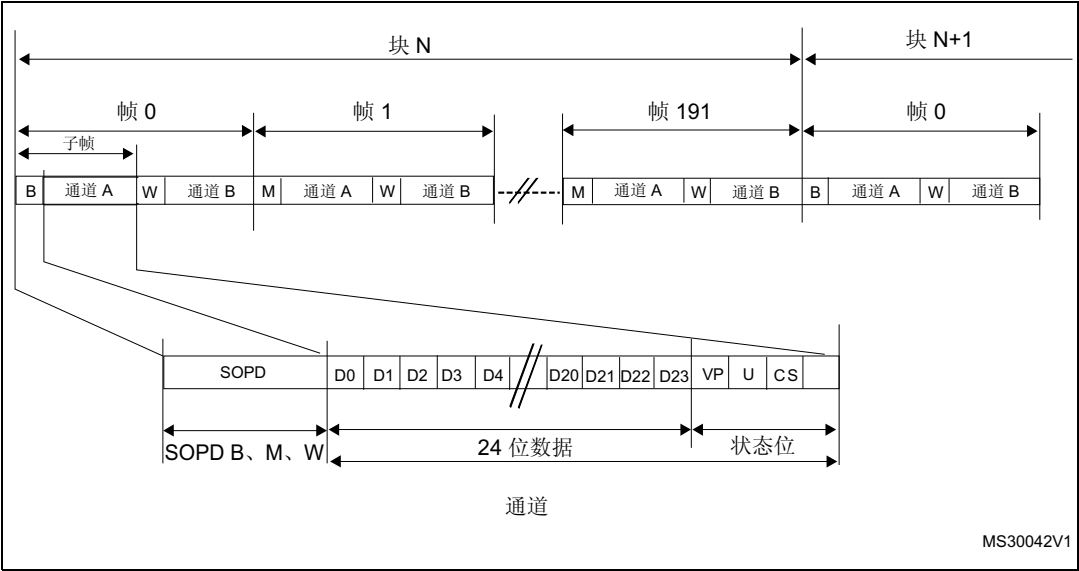 块 N
块 N+1
帧 0
帧 1
帧 191
帧 0
子帧
B 通道 A W 通道 B M 通道 A W 通道 B M 通道 A W 通道 B B 通道 A W 通道 B
SOPD D0 D1 D2 D3 D4 D20 D21 D22 D23 VP U CS
SOPD B、M、W
24 位数据
状态位
通道
MS30042V1